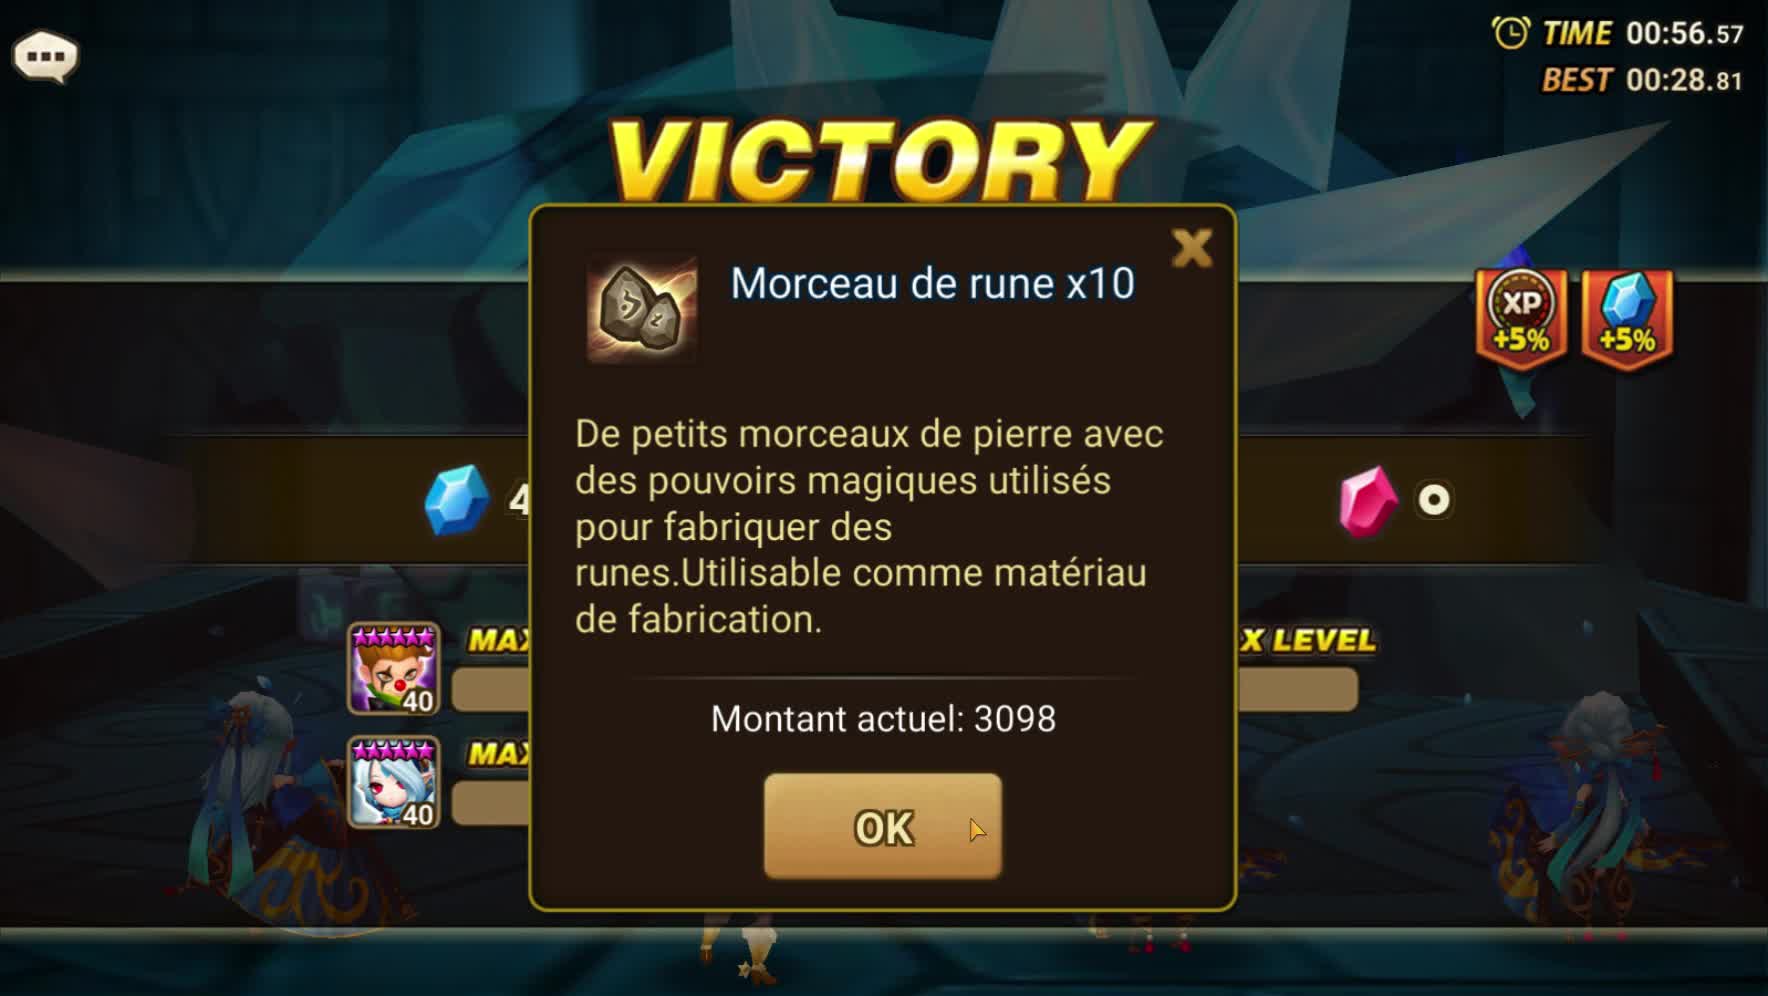 TIME 00:56.57
BEST 00:28.81
VICTORY
Morceau de rune x10
XP
+5%
+5%
De petits morceaux de pierre avec
des pouvoirs magiques utilisés
pour fabriquer des
runes.Utilisable comme matériau
de fabrication.
4
0
40
MAX
X LEVEL
Montant actuel: 3098
40
MAX
OK